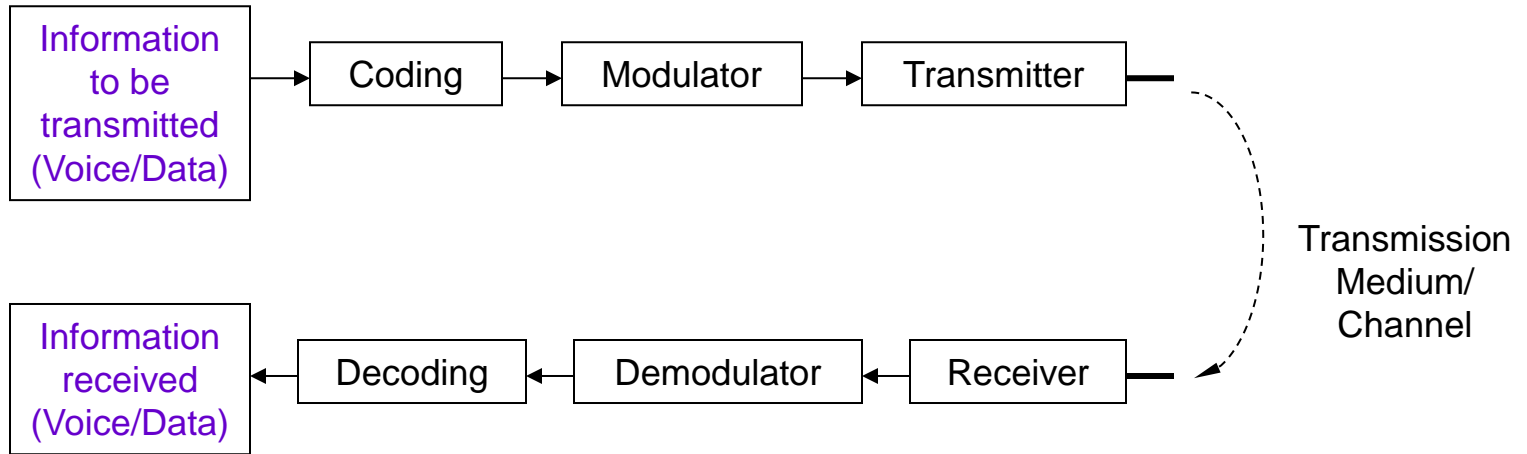 Information
to be
transmitted
(Voice/Data)
Coding
Modulator
Transmitter
Transmission
Medium/
Channel
Information
received
(Voice/Data)
Decoding
Demodulator
Receiver